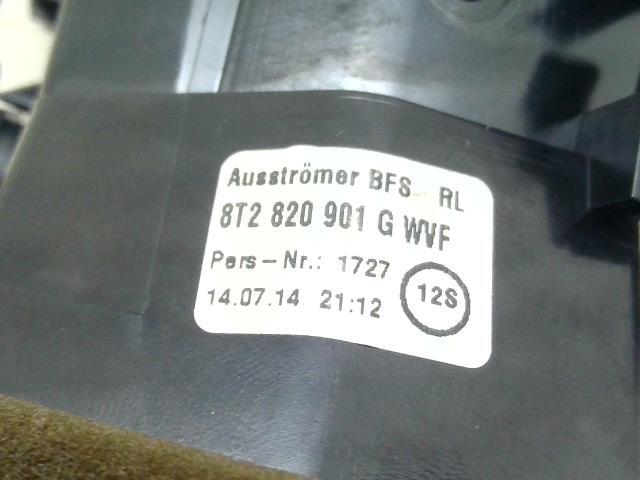 Ausströmer BFS RL
8T2 820 901 G WVF
Pers-Nr.: 1727
14.07.14 21:12
12S